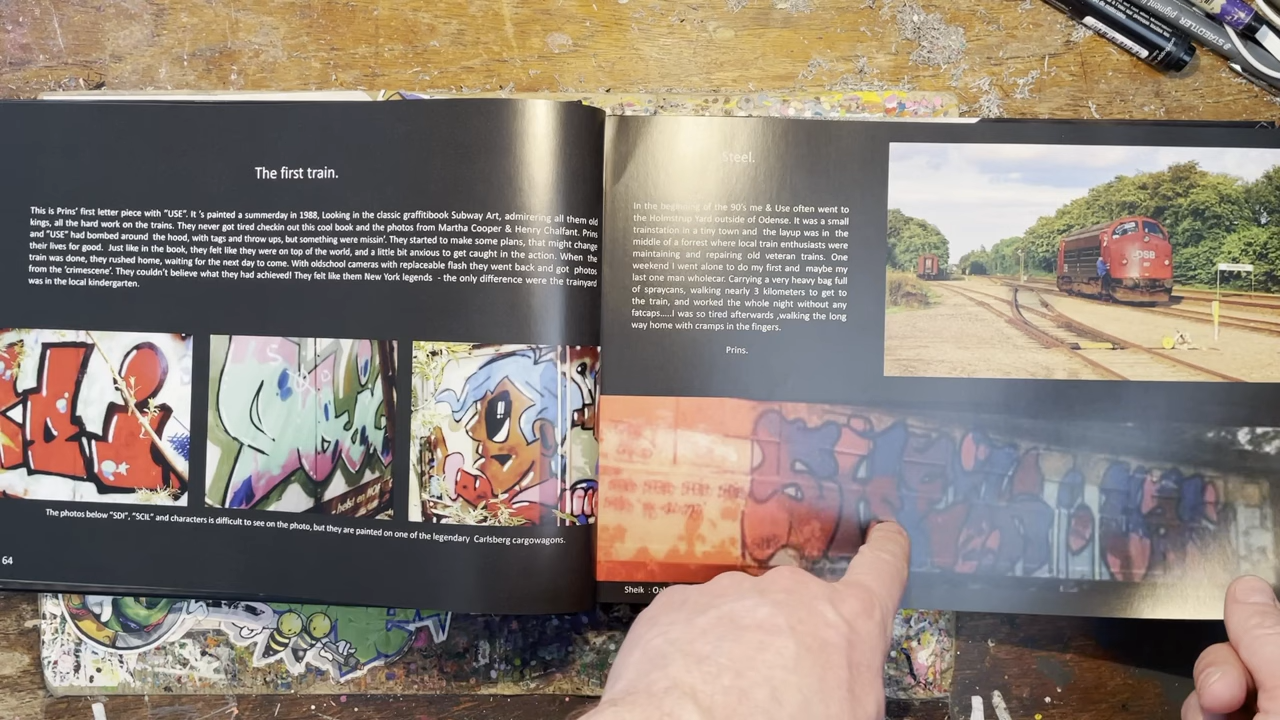 The first train.
This is Prins' first letter piece with "USE". It 's painted a summerday in 1988, Looking in the classic graffitibook Subway Art, admirering all them old
kings, all the hard work on the trains. They never got tired checkin out this cool book and the photos from Martha Cooper & Henry Chalfant. Prins
and "USE" had bombed around the hood, with tags and throw ups, but something were missin'. They started to make some plans, that might change
their lives for good. Just like in the book, they felt like they were on top of the world, and a little bit anxious to get caught in the action. When the
train was done, they rushed home, waiting for the next day to come. With oldschool cameras with replaceable flash they went back and got photos
from the 'crimescene'. They couldn't believe what they had achieved! They felt like them New York legends - the only difference were the trainyard
was in the local kindergarten.
The photos below "SDI", "SCIL" and characters is difficult to see on the photo, but they are painted on one of the legendary Carlsberg cargowagons.
64
Steel.
In the beginning of the 90's me & Use often went to
the Holmstrup Yard outside of Odense. It was a small
trainstation in a tiny town and the layup was in the
middle of a forrest where local train enthusiasts were
maintaining and repairing old veteran trains. One
weekend I went alone to do my first and maybe my
last one man wholecar. Carrying a very heavy bag full
of spraycans, walking nearly 3 kilometers to get to
the train, and worked the whole night without any
fatcaps.....I was so tired afterwards ,walking the long
way home with cramps in the fingers.
Prins.
DSB
Sheik :
STAEDTLER
pigment